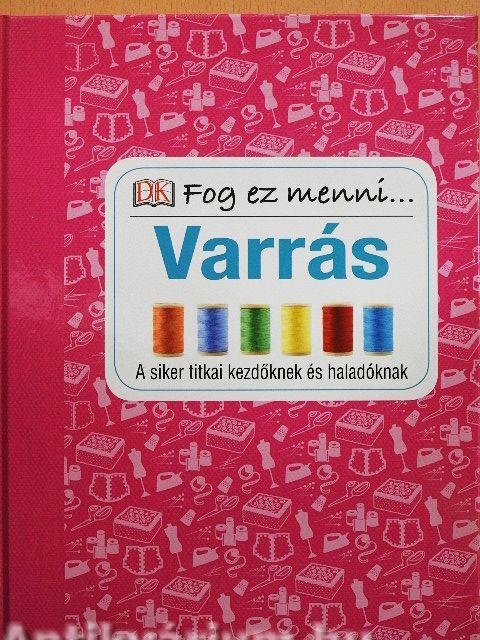 DK Fog ez menni...
Varrás
A siker titkai kezdőknek és haladóknak